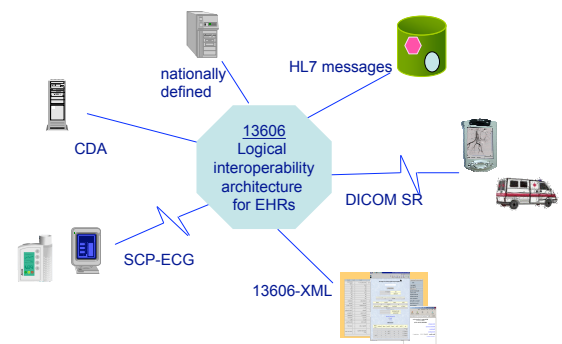 nationally
defined
HL7 messages
CDA
13606
Logical
interoperability
architecture
for EHRs
DICOM SR
SCP-ECG
13606-XML